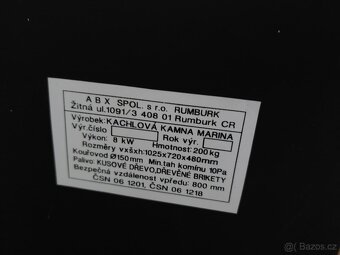 ABX SPOL. s r.o. RUMBURK
Žitná ul.1091/3 408 01 Rumburk CR
Výrobek: KACHLOVÁ KAMNA MARINA
Výr.číslo Rok výr.
Výkon: 8 kW Hmotnost: 200kg
Rozměry vxšxh:1025x720x480mm
Kouřovod Ø150mm Min.tah komínu 10Pa
Palivo: KUSOVÉ DŘEVO,DŘEVĚNÉ BRIKETY
Bezpečná vzdálenost vpředu: 800 mm
ČSN 06 1201, ČSN 06 1218
Bazos.cz